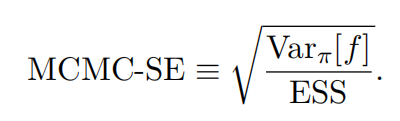 MCMC-SE ≡ √(Var_π[f] / ESS).